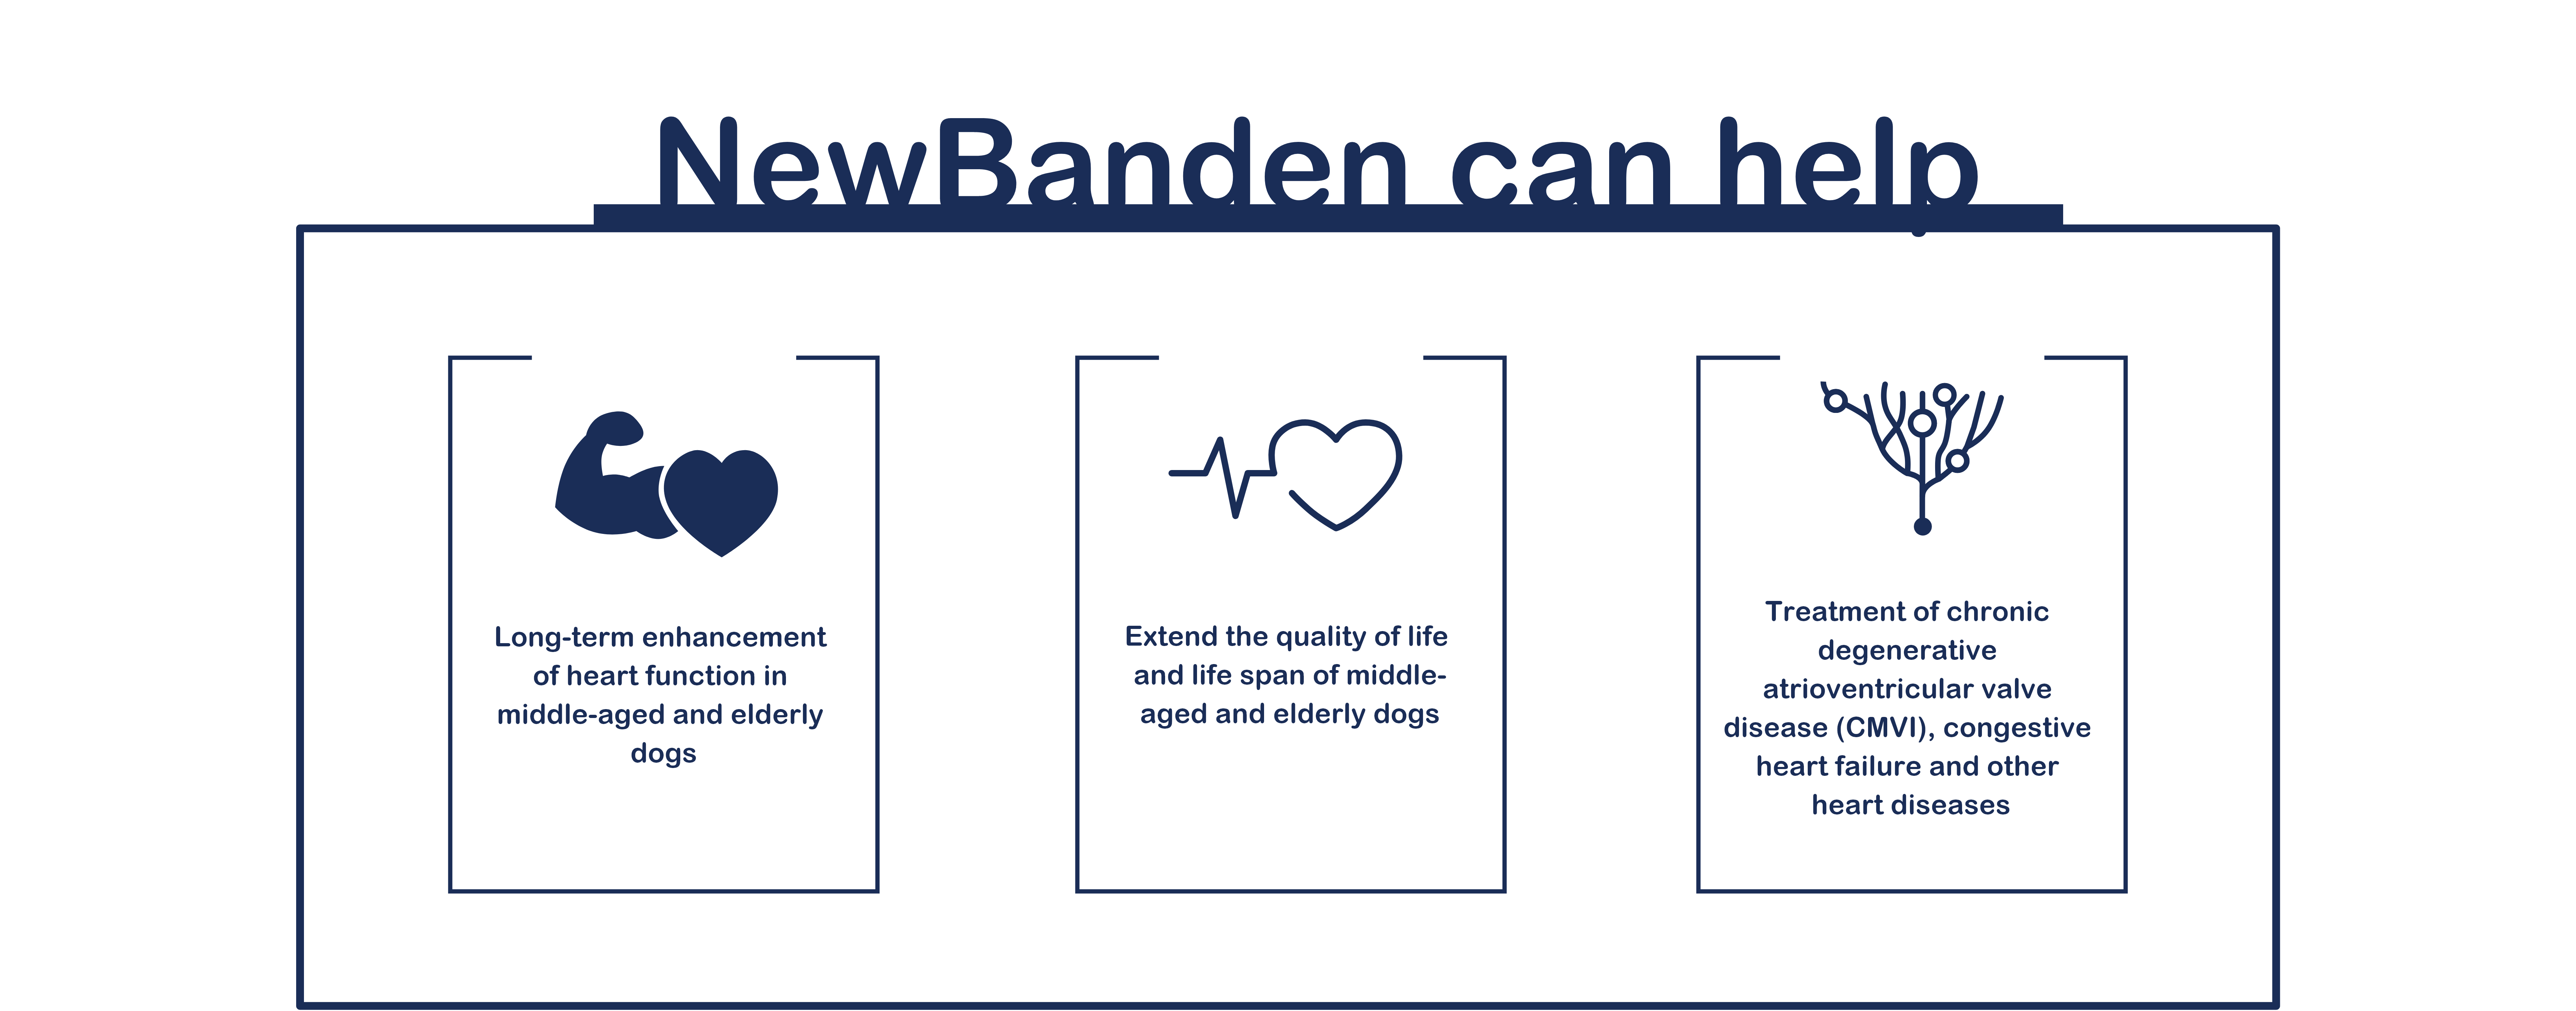 NewBanden can help
Long-term enhancement
of heart function in
middle-aged and elderly
dogs
Extend the quality of life
and life span of middle-
aged and elderly dogs
Treatment of chronic
degenerative
atrioventricular valve
disease (CMVI), congestive
heart failure and other
heart diseases